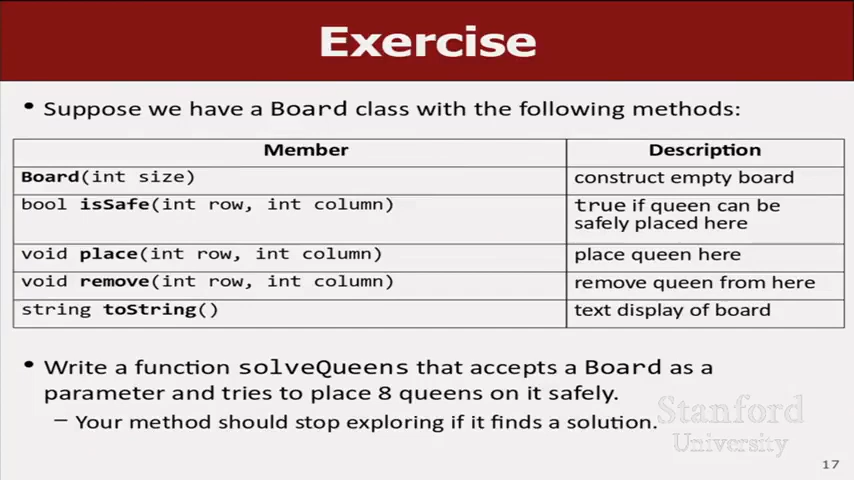 Exercise
• Suppose we have a Board class with the following methods:
Member Description
Board(int size) construct empty board
bool isSafe(int row, int column) true if queen can be
safely placed here
void place(int row, int column) place queen here
void remove(int row, int column) remove queen from here
string toString() text display of board
• Write a function solveQueens that accepts a Board as a
parameter and tries to place 8 queens on it safely.
– Your method should stop exploring if it finds a solution.
Stanford
University
17